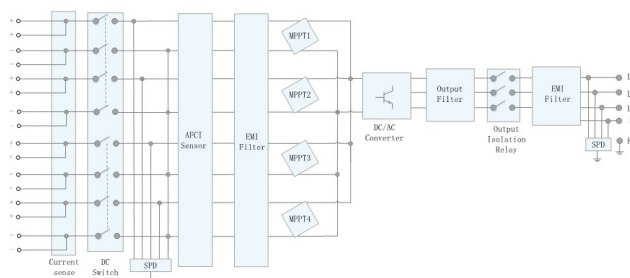 +
+
-
-
+
+
-
-
+
+
-
-
+
+
-
-
MPPT1
MPPT2
MPPT3
MPPT4
AFCI
Sensor
EMI
Filter
DC/AC
Converter
Output
Filter
Output
Isolation
Relay
EMI
Filter
SPD
Current
sense
DC
Switch
SPD